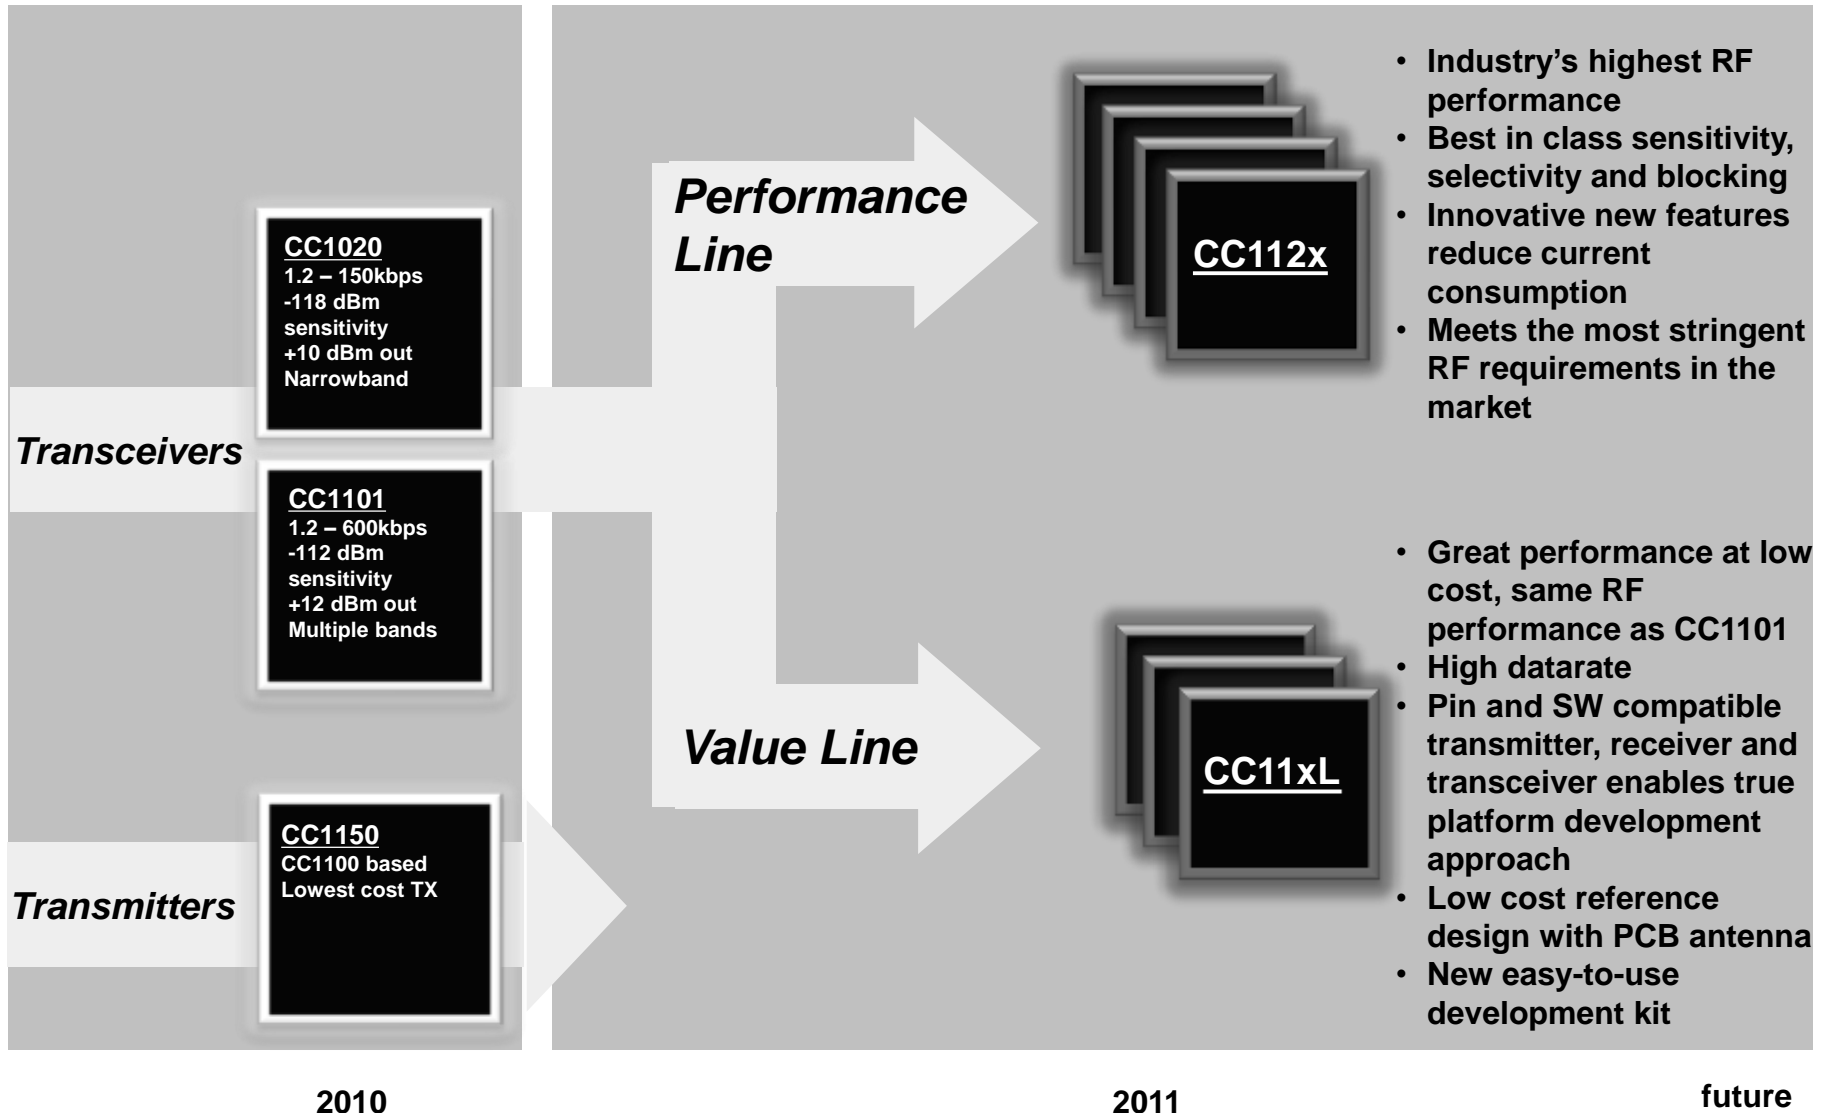 Transceivers
CC1020
1.2 – 150kbps
-118 dBm
sensitivity
+10 dBm out
Narrowband
CC1101
1.2 – 600kbps
-112 dBm
sensitivity
+12 dBm out
Multiple bands
Transmitters
CC1150
CC1100 based
Lowest cost TX
Performance
Line
CC112x
• Industry’s highest RF
performance
• Best in class sensitivity,
selectivity and blocking
• Innovative new features
reduce current
consumption
• Meets the most stringent
RF requirements in the
market
Value Line
CC11xL
• Great performance at low
cost, same RF
performance as CC1101
• High datarate
• Pin and SW compatible
transmitter, receiver and
transceiver enables true
platform development
approach
• Low cost reference
design with PCB antenna
• New easy-to-use
development kit
2010
2011
future